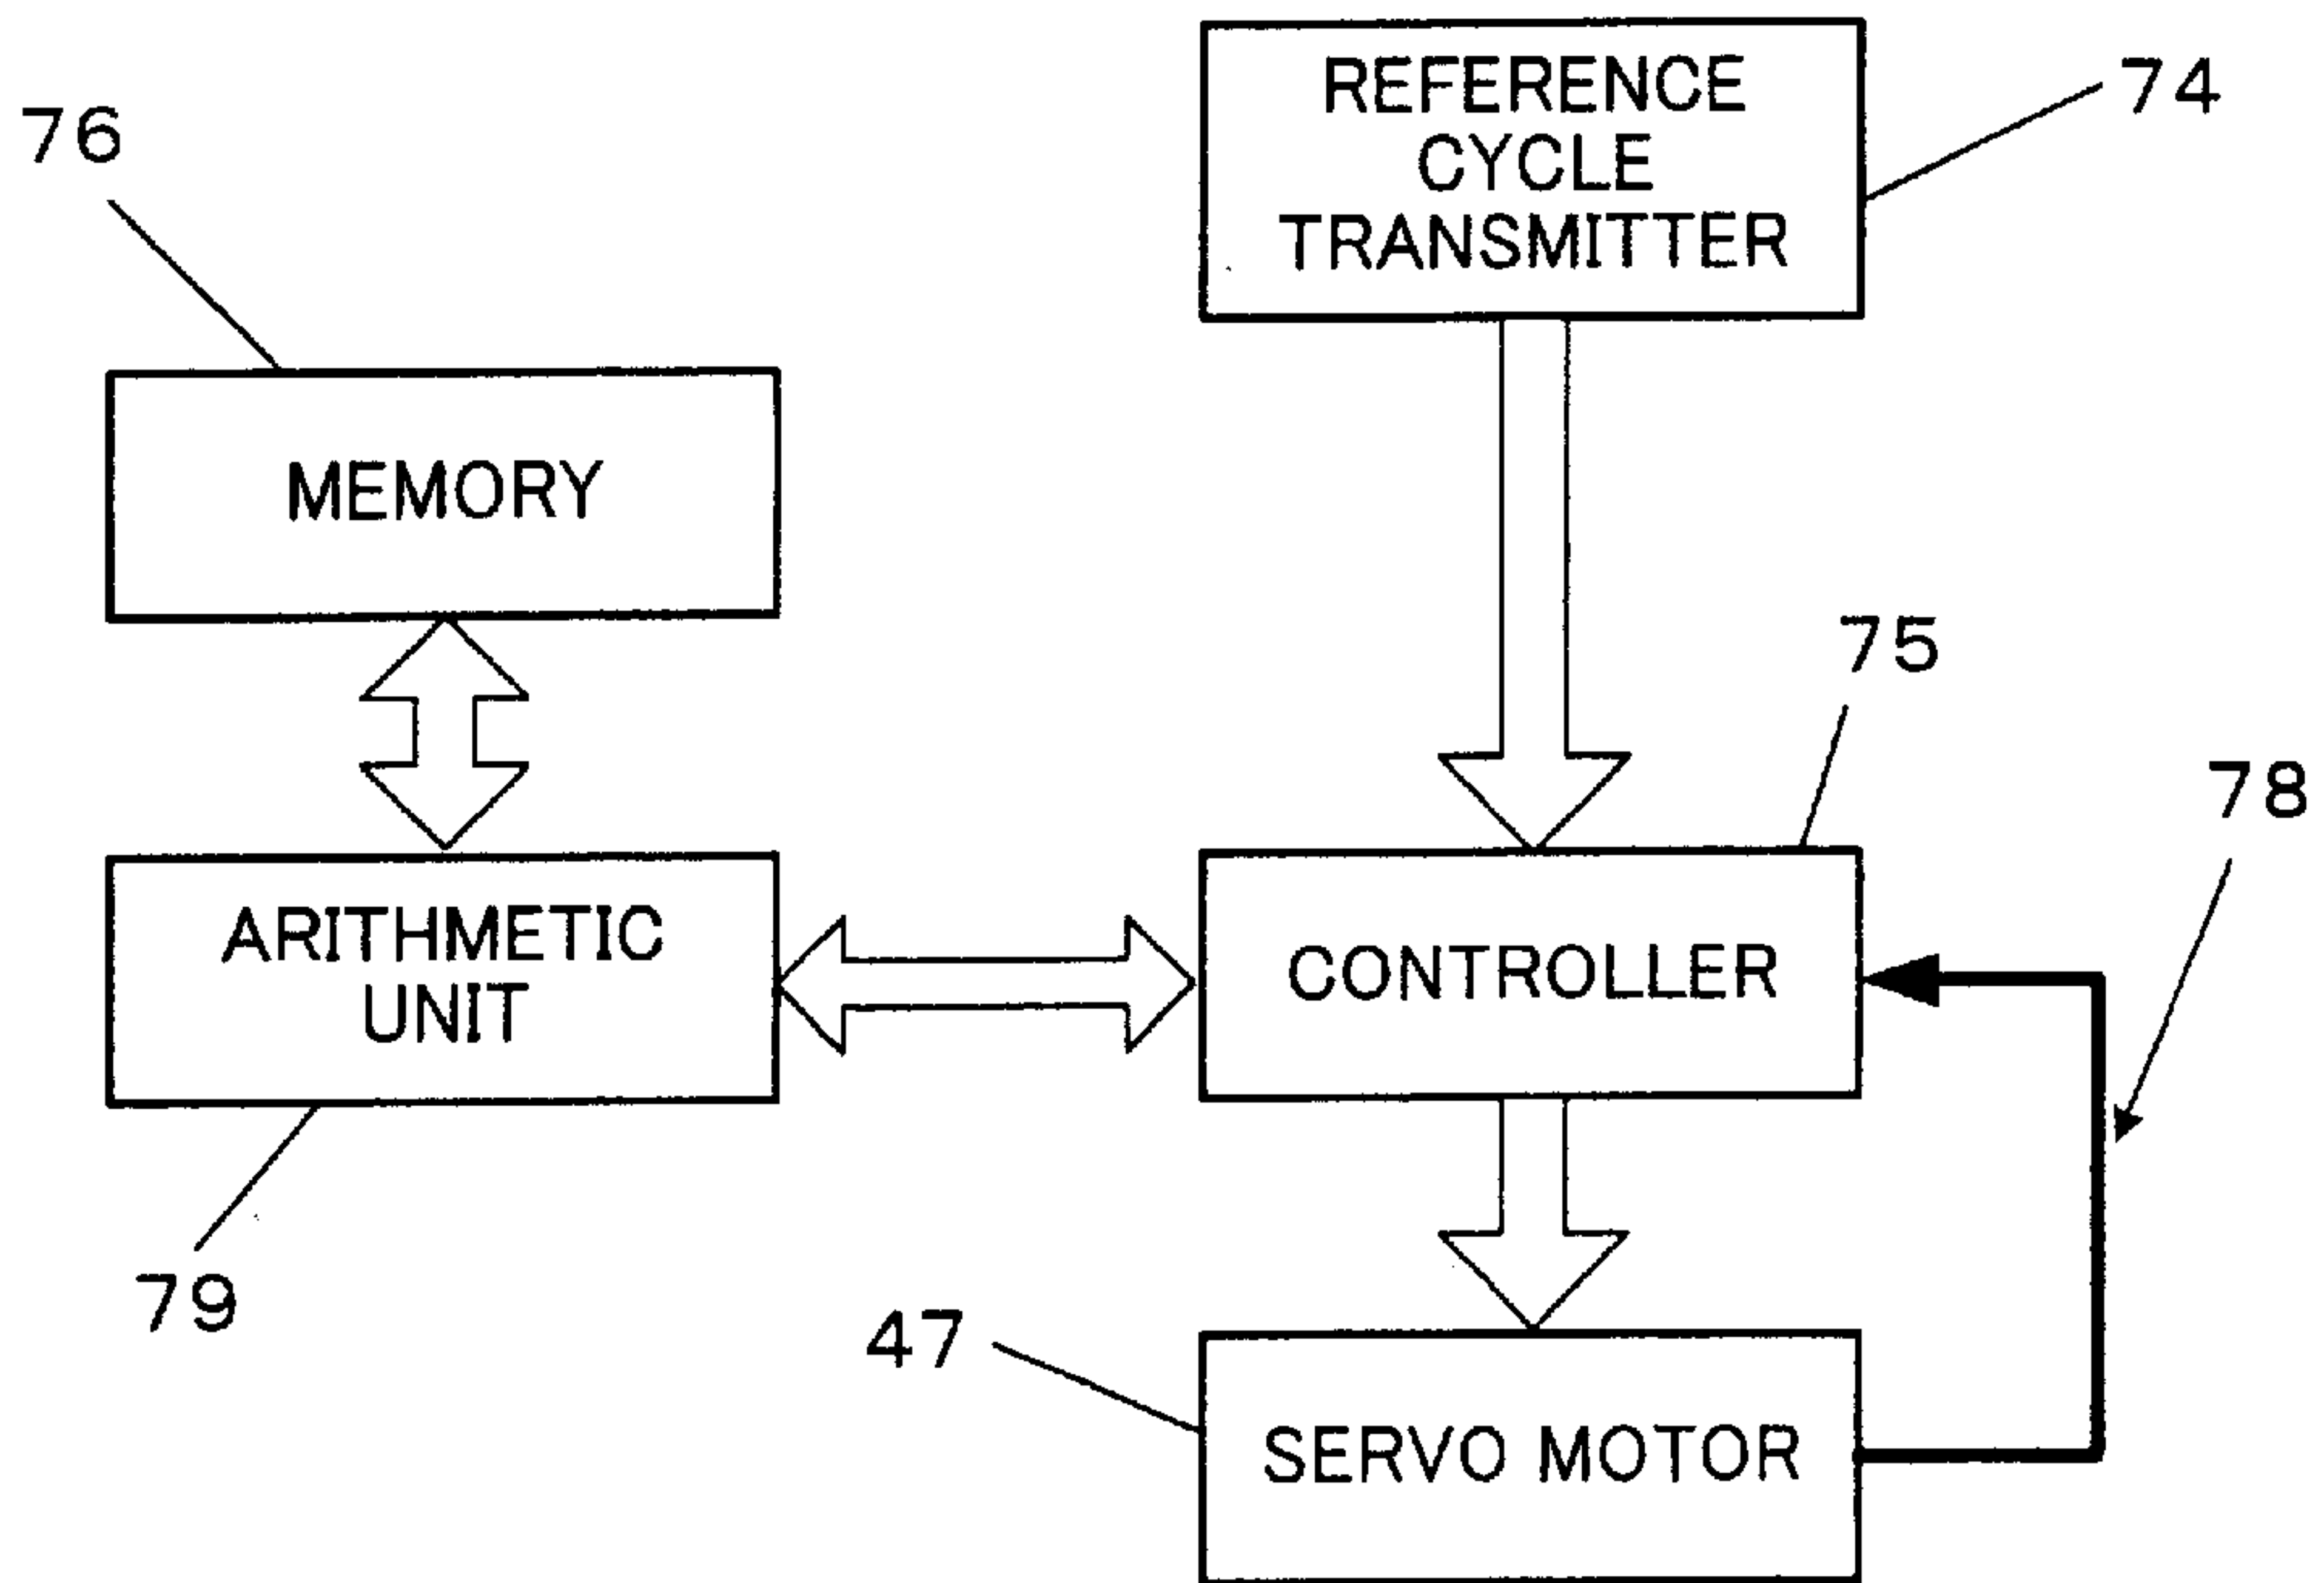 REFERENCE
CYCLE
TRANSMITTER
74
76
MEMORY
75
78
ARITHMETIC
UNIT
CONTROLLER
79
47
SERVO MOTOR